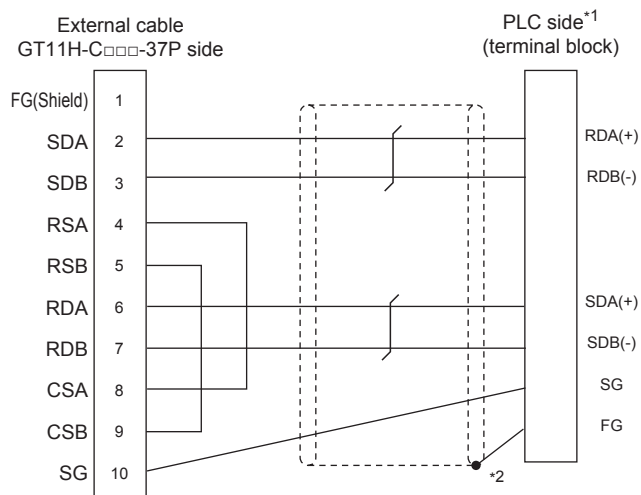 External cable
GT11H-C□□□-37P side
PLC side*1
(terminal block)
FG(Shield) 1
SDA 2 RDA(+)
SDB 3 RDB(-)
RSA 4
RSB 5
RDA 6 SDA(+)
RDB 7 SDB(-)
CSA 8 SG
CSB 9 FG
SG 10
*2